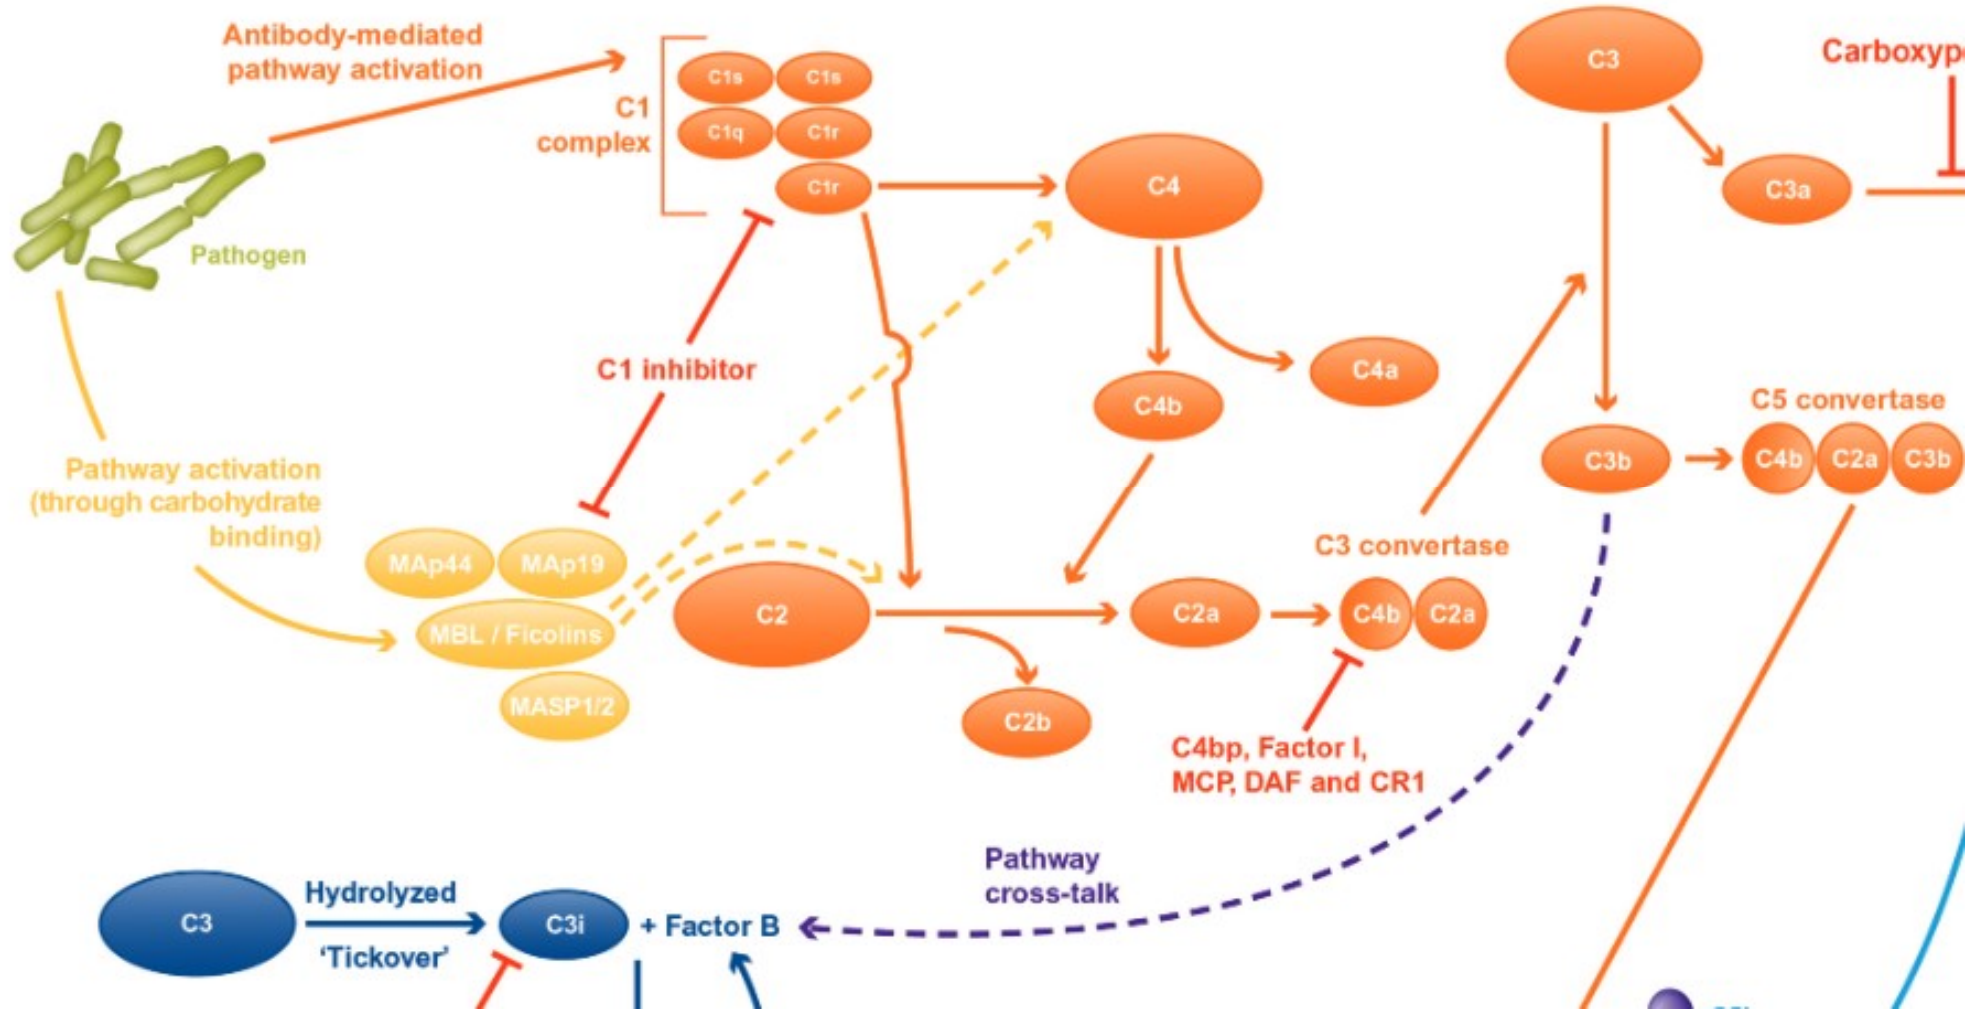 Antibody-mediated
pathway activation
C1
complex
C1s
C1s
C1q
C1r
C1r
C4
C3
C3a
Pathogen
C1 inhibitor
C4a
C4b
C5 convertase
C3b
C4b
C2a
C3b
Pathway activation
(through carbohydrate
binding)
MAp44
MAp19
MBL / Ficolins
MASP1/2
C2
C2a
C2b
C3 convertase
C4b
C2a
C4bp, Factor I,
MCP, DAF and CR1
Pathway
cross-talk
C3
Hydrolyzed
‘Tickover’
C3i
+ Factor B